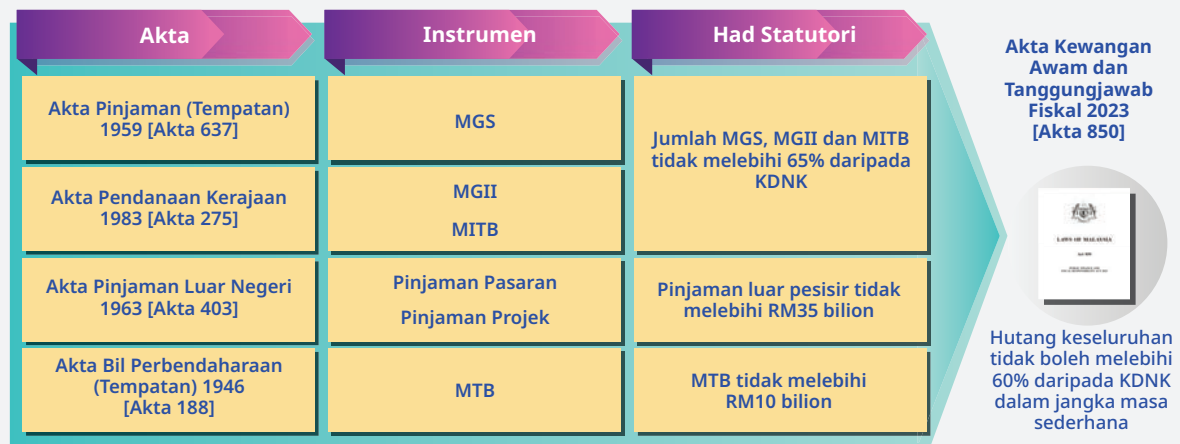 Akta
Instrumen
Had Statutori
Akta Pinjaman (Tempatan)
1959 [Akta 637]
MGS
Jumlah MGS, MGII dan MITB
tidak melebihi 65% daripada
KDNK
Akta Pendanaan Kerajaan
1983 [Akta 275]
MGII
MITB
Akta Pinjaman Luar Negeri
1963 [Akta 403]
Pinjaman Pasaran
Pinjaman Projek
Pinjaman luar pesisir tidak
melebihi RM35 bilion
Akta Bil Perbendaharaan
(Tempatan) 1946
[Akta 188]
MTB
MTB tidak melebihi
RM10 bilion
Akta Kewangan
Awam dan
Tanggungjawab
Fiskal 2023
[Akta 850]
LAWS OF MALAYSIA
Hutang keseluruhan
tidak boleh melebihi
60% daripada KDNK
dalam jangka masa
sederhana